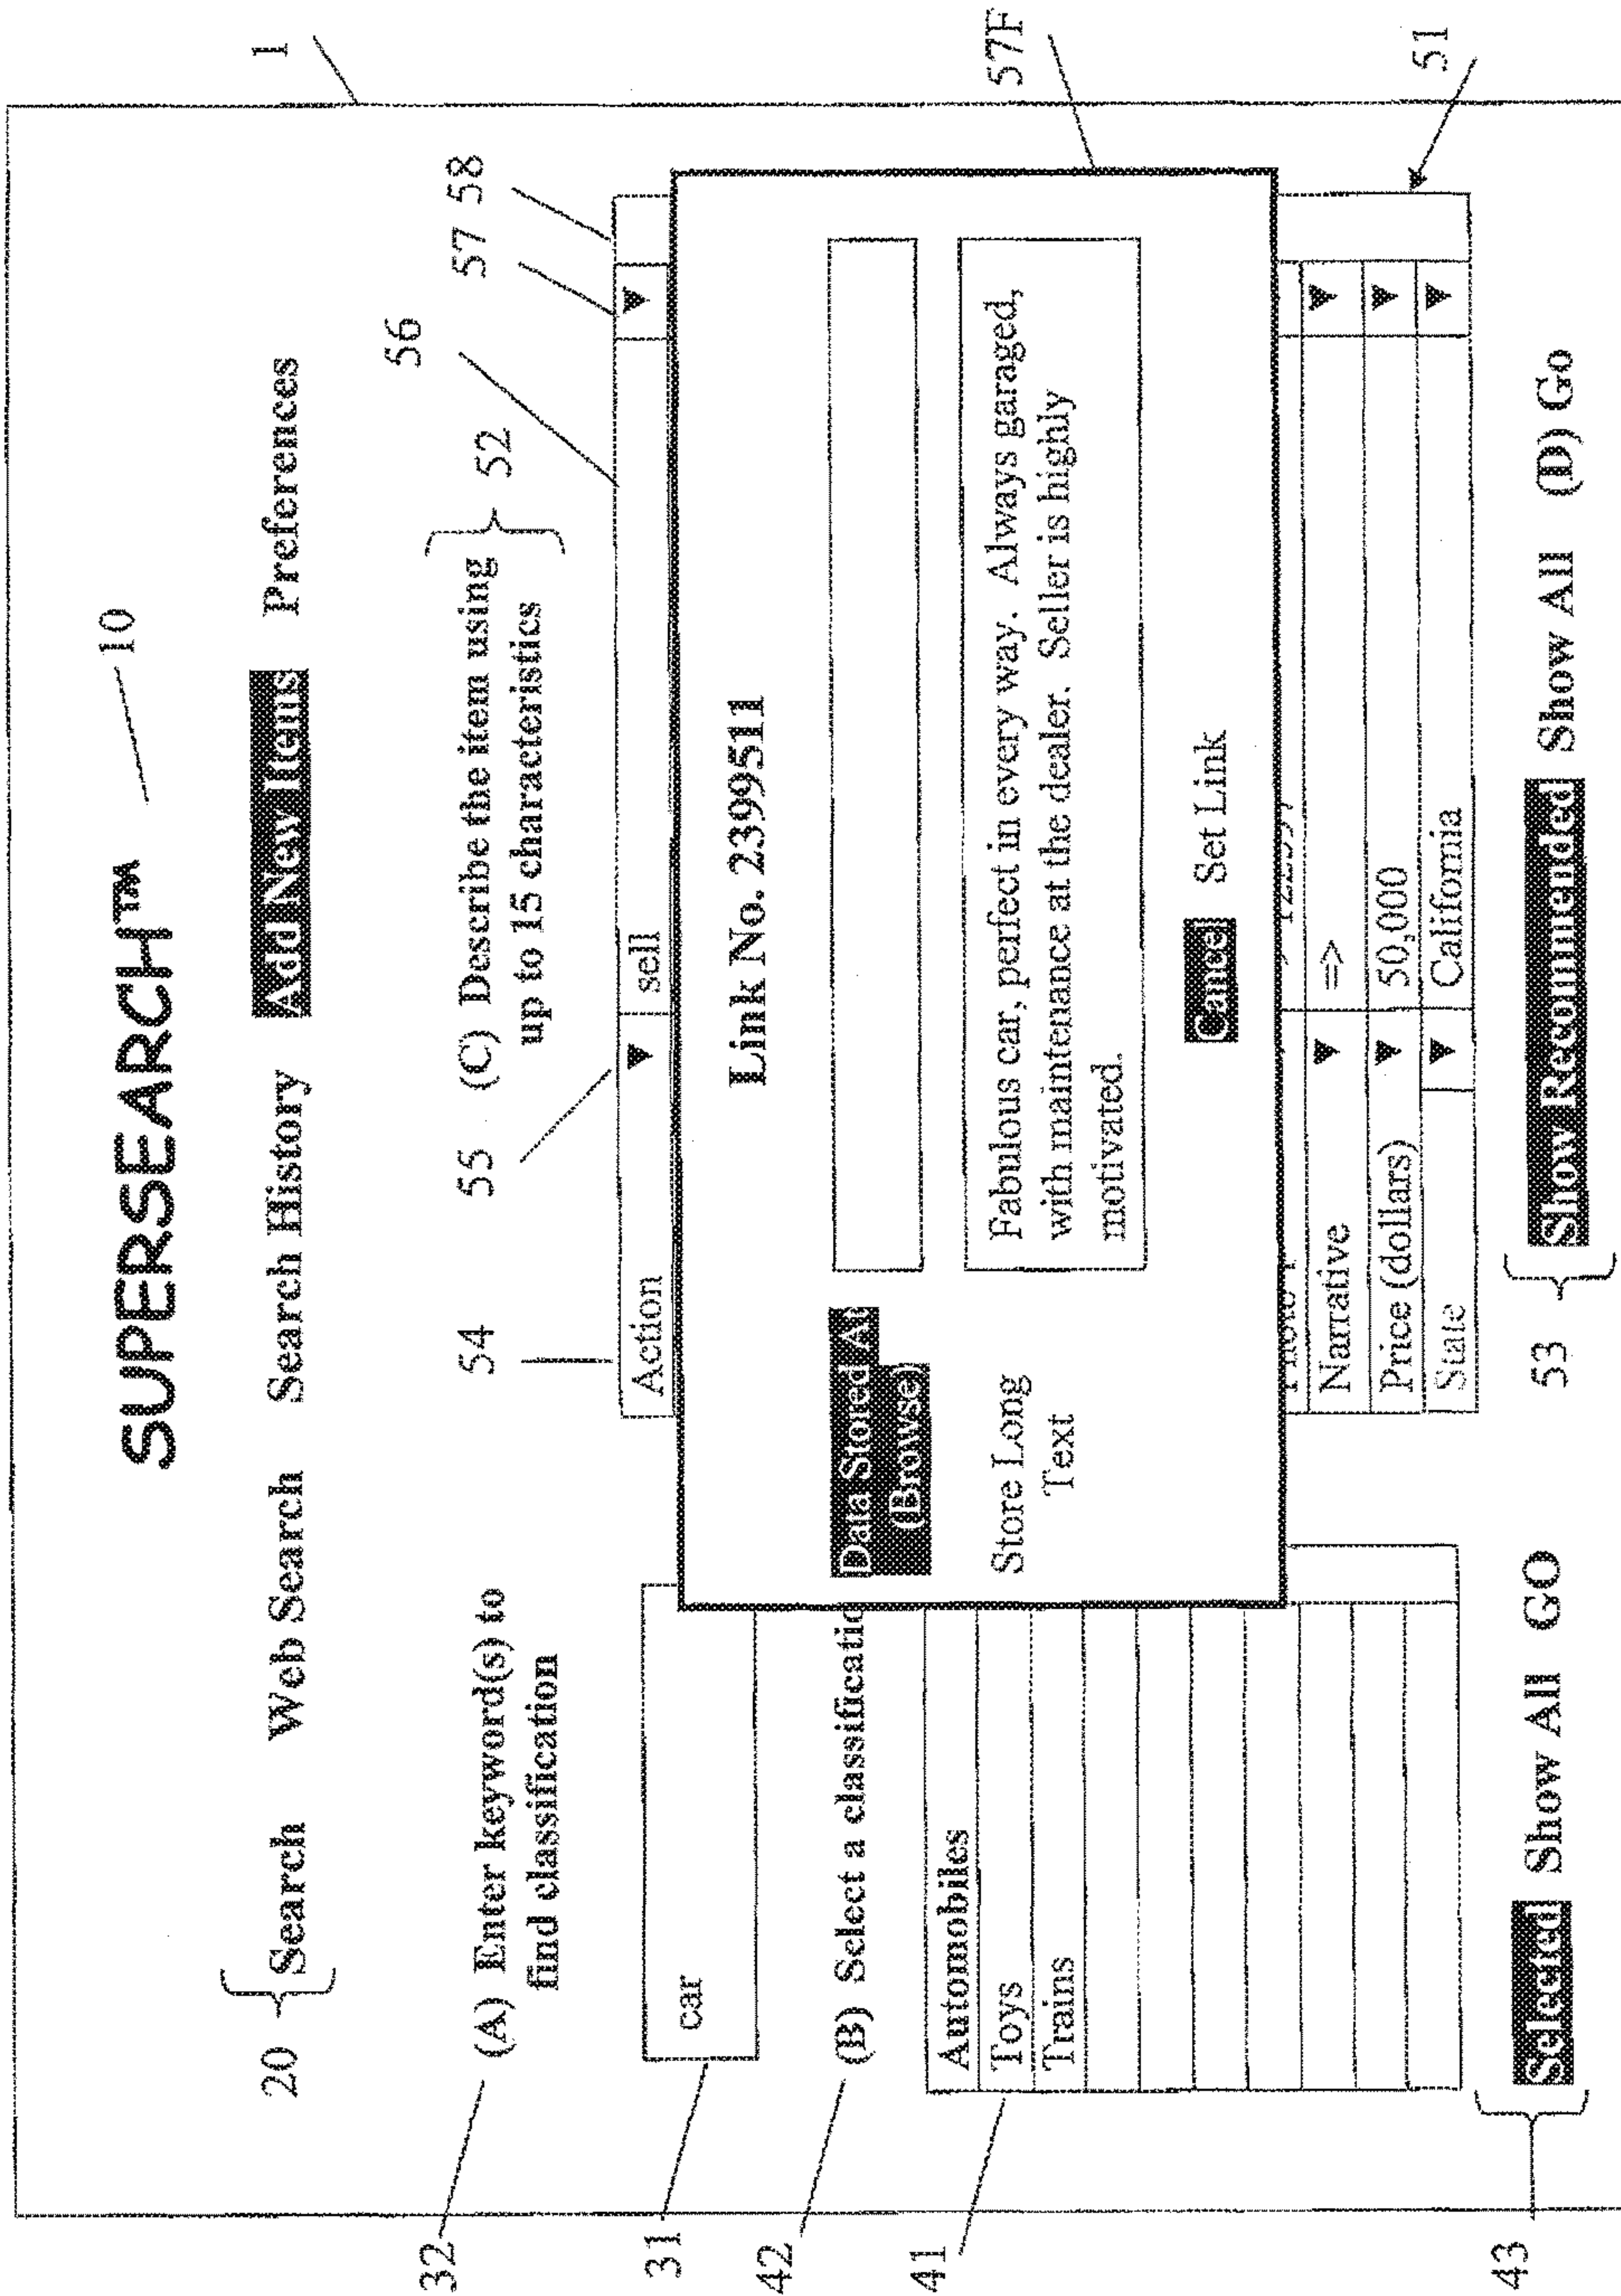 SUPERSEARCH™
10
1
20
Search Web Search Search History Add New Items Preferences
32
(A) Enter keyword(s) to
find classification
54
55
(C) Describe the item using
up to 15 characteristics
52
56
57
58
31
car
Action ▼ sell ▼
42
(B) Select a classificatio
41
Automobiles
Toys
Trains
Link No. 2399511
57F
Data Stored At
(Browse)
Store Long
Text
Fabulous car, perfect in every way. Always garaged,
with maintenance at the dealer. Seller is highly
motivated.
Cancel Set Link
Narrative ▼ => ▼
Price (dollars) ▼ 50,000 ▼
State ▼ California ▼
51
43
Selected Show All GO
53
Show Recommended Show All (D) Go